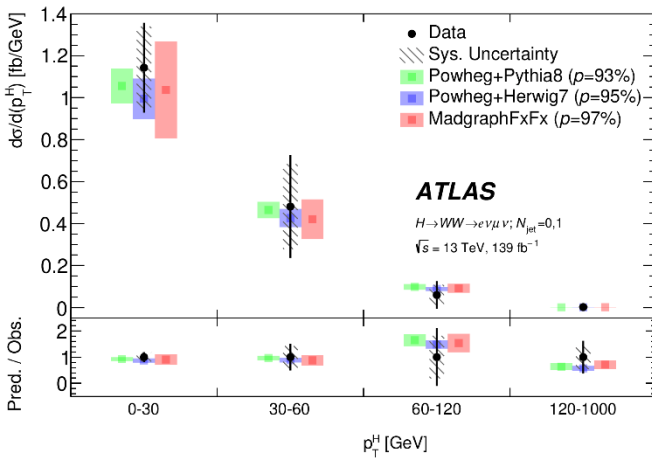 dσ/d(p_T^H) [fb/GeV]
1.4
1.2
1
0.8
0.6
0.4
0.2
0
Data
Sys. Uncertainty
Powheg+Pythia8 (p=93%)
Powheg+Herwig7 (p=95%)
MadgraphFxFx (p=97%)
ATLAS
H→WW→eνμν; N_jet=0,1
√s = 13 TeV, 139 fb⁻¹
Pred. / Obs.
2
1
0
0-30 30-60 60-120 120-1000
p_T^H [GeV]